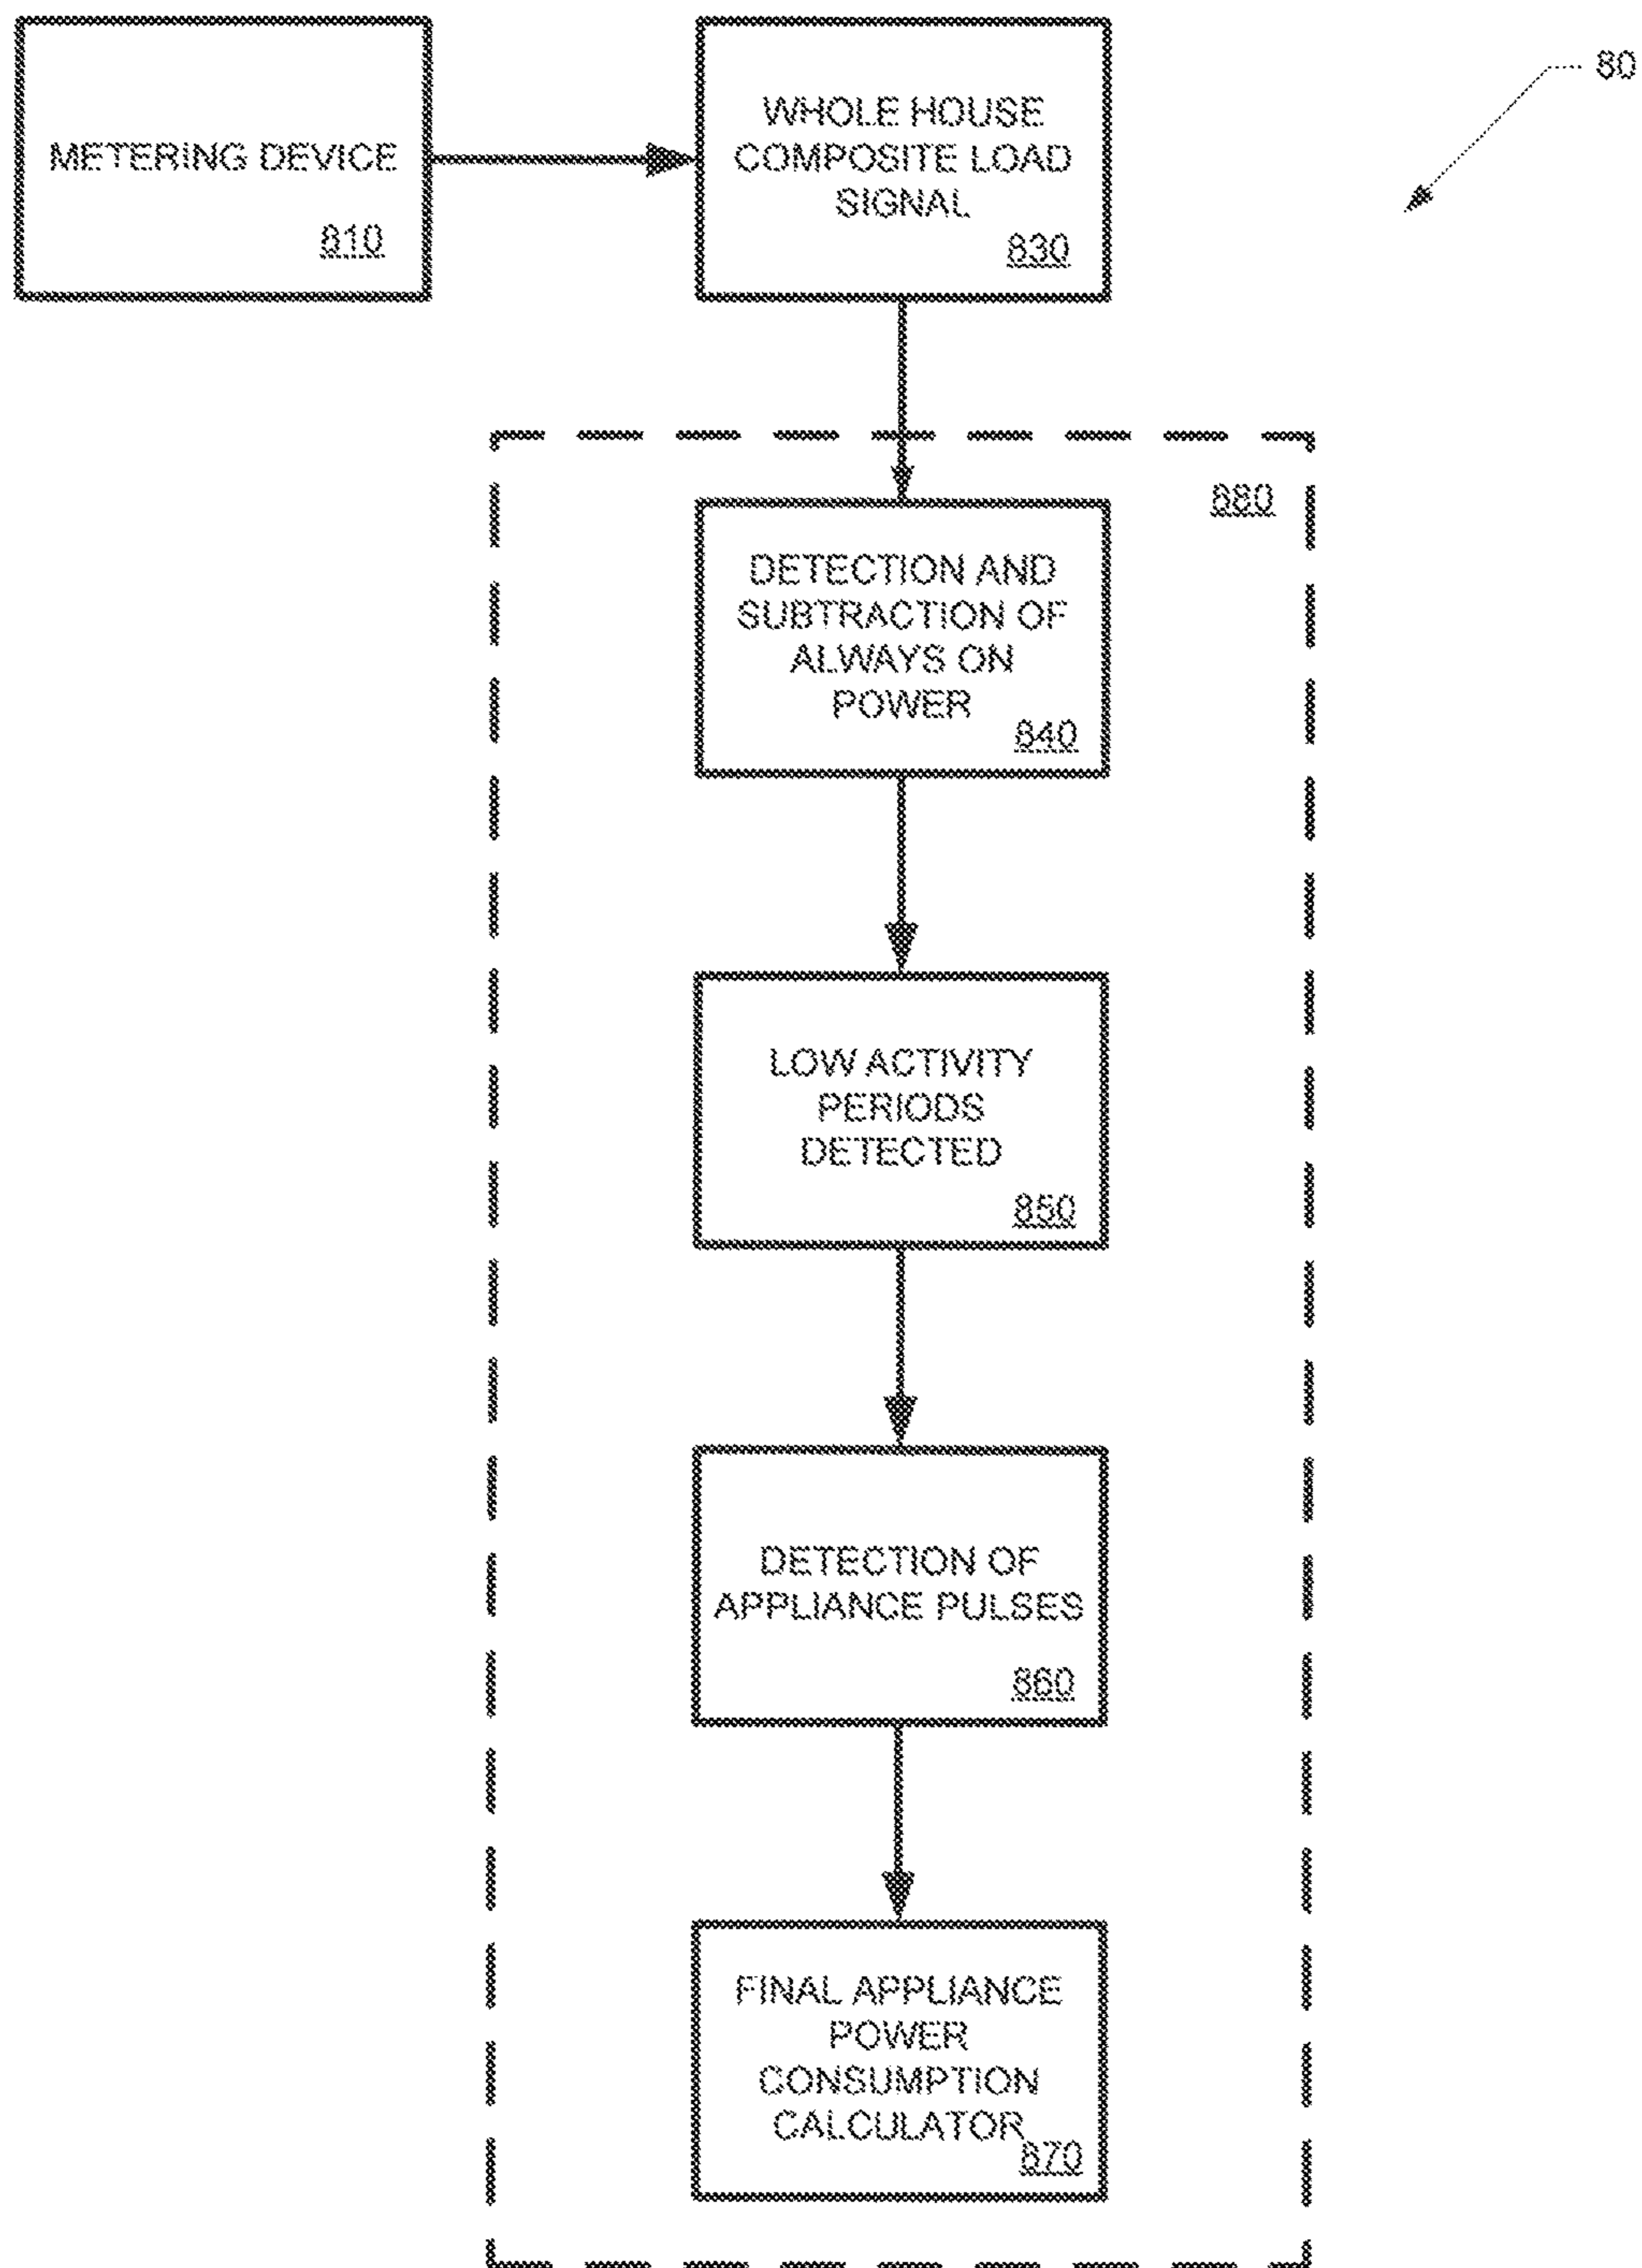 METERING DEVICE
810
WHOLE HOUSE
COMPOSITE LOAD
SIGNAL
830
80
880
DETECTION AND
SUBTRACTION OF
ALWAYS ON
POWER
840
LOW ACTIVITY
PERIODS
DETECTED
850
DETECTION OF
APPLIANCE PULSES
860
FINAL APPLIANCE
POWER
CONSUMPTION
CALCULATOR
870